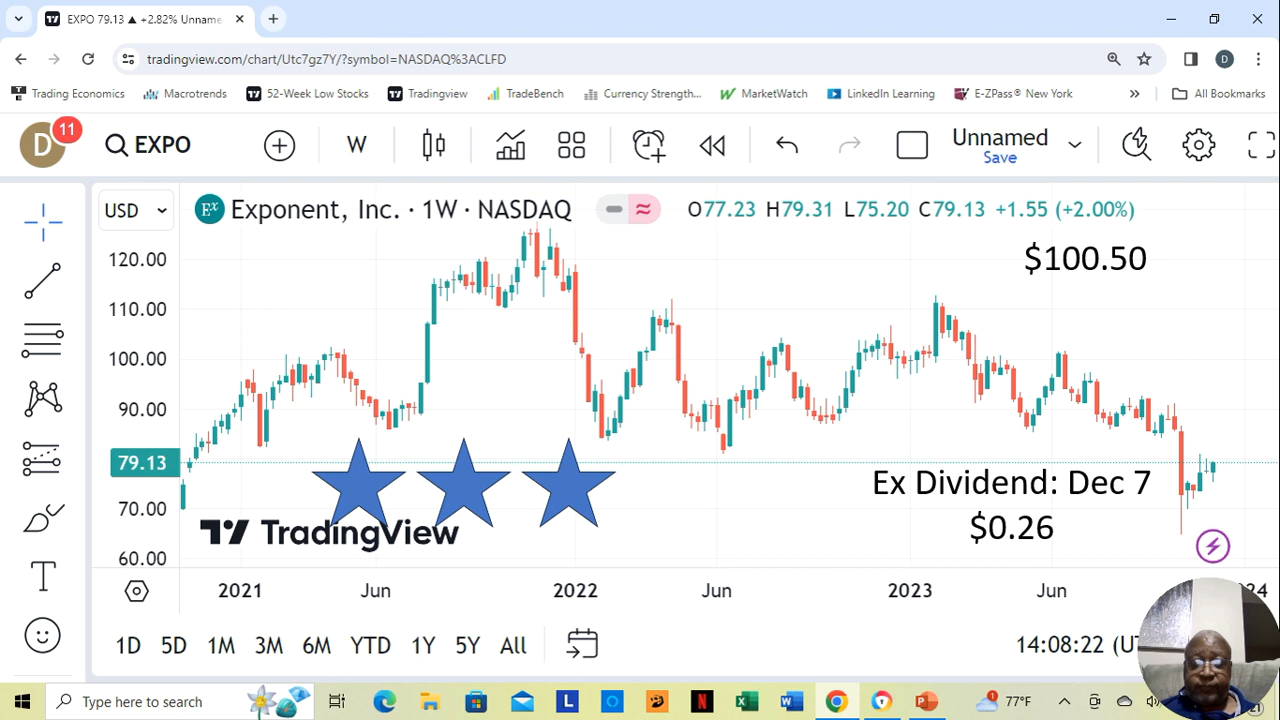 EXPO 79.13 ▲ +2.82% Unname
tradingview.com/chart/Utc7gz7Y/?symbol=NASDAQ%3ACLFD
D
Trading Economics
Macrotrends
52-Week Low Stocks
Tradingview
TradeBench
Currency Strength...
MarketWatch
LinkedIn Learning
E-ZPass® New York
All Bookmarks
D
11
EXPO
W
Unnamed
Save
USD
Ex Exponent, Inc. · 1W · NASDAQ
O77.23 H79.31 L75.20 C79.13 +1.55 (+2.00%)
$100.50
120.00
110.00
100.00
90.00
79.13
70.00
60.00
Ex Dividend: Dec 7
$0.26
TradingView
2021
Jun
2022
Jun
2023
Jun
1D 5D 1M 3M 6M YTD 1Y 5Y All
14:08:22 (U
Type here to search
77°F